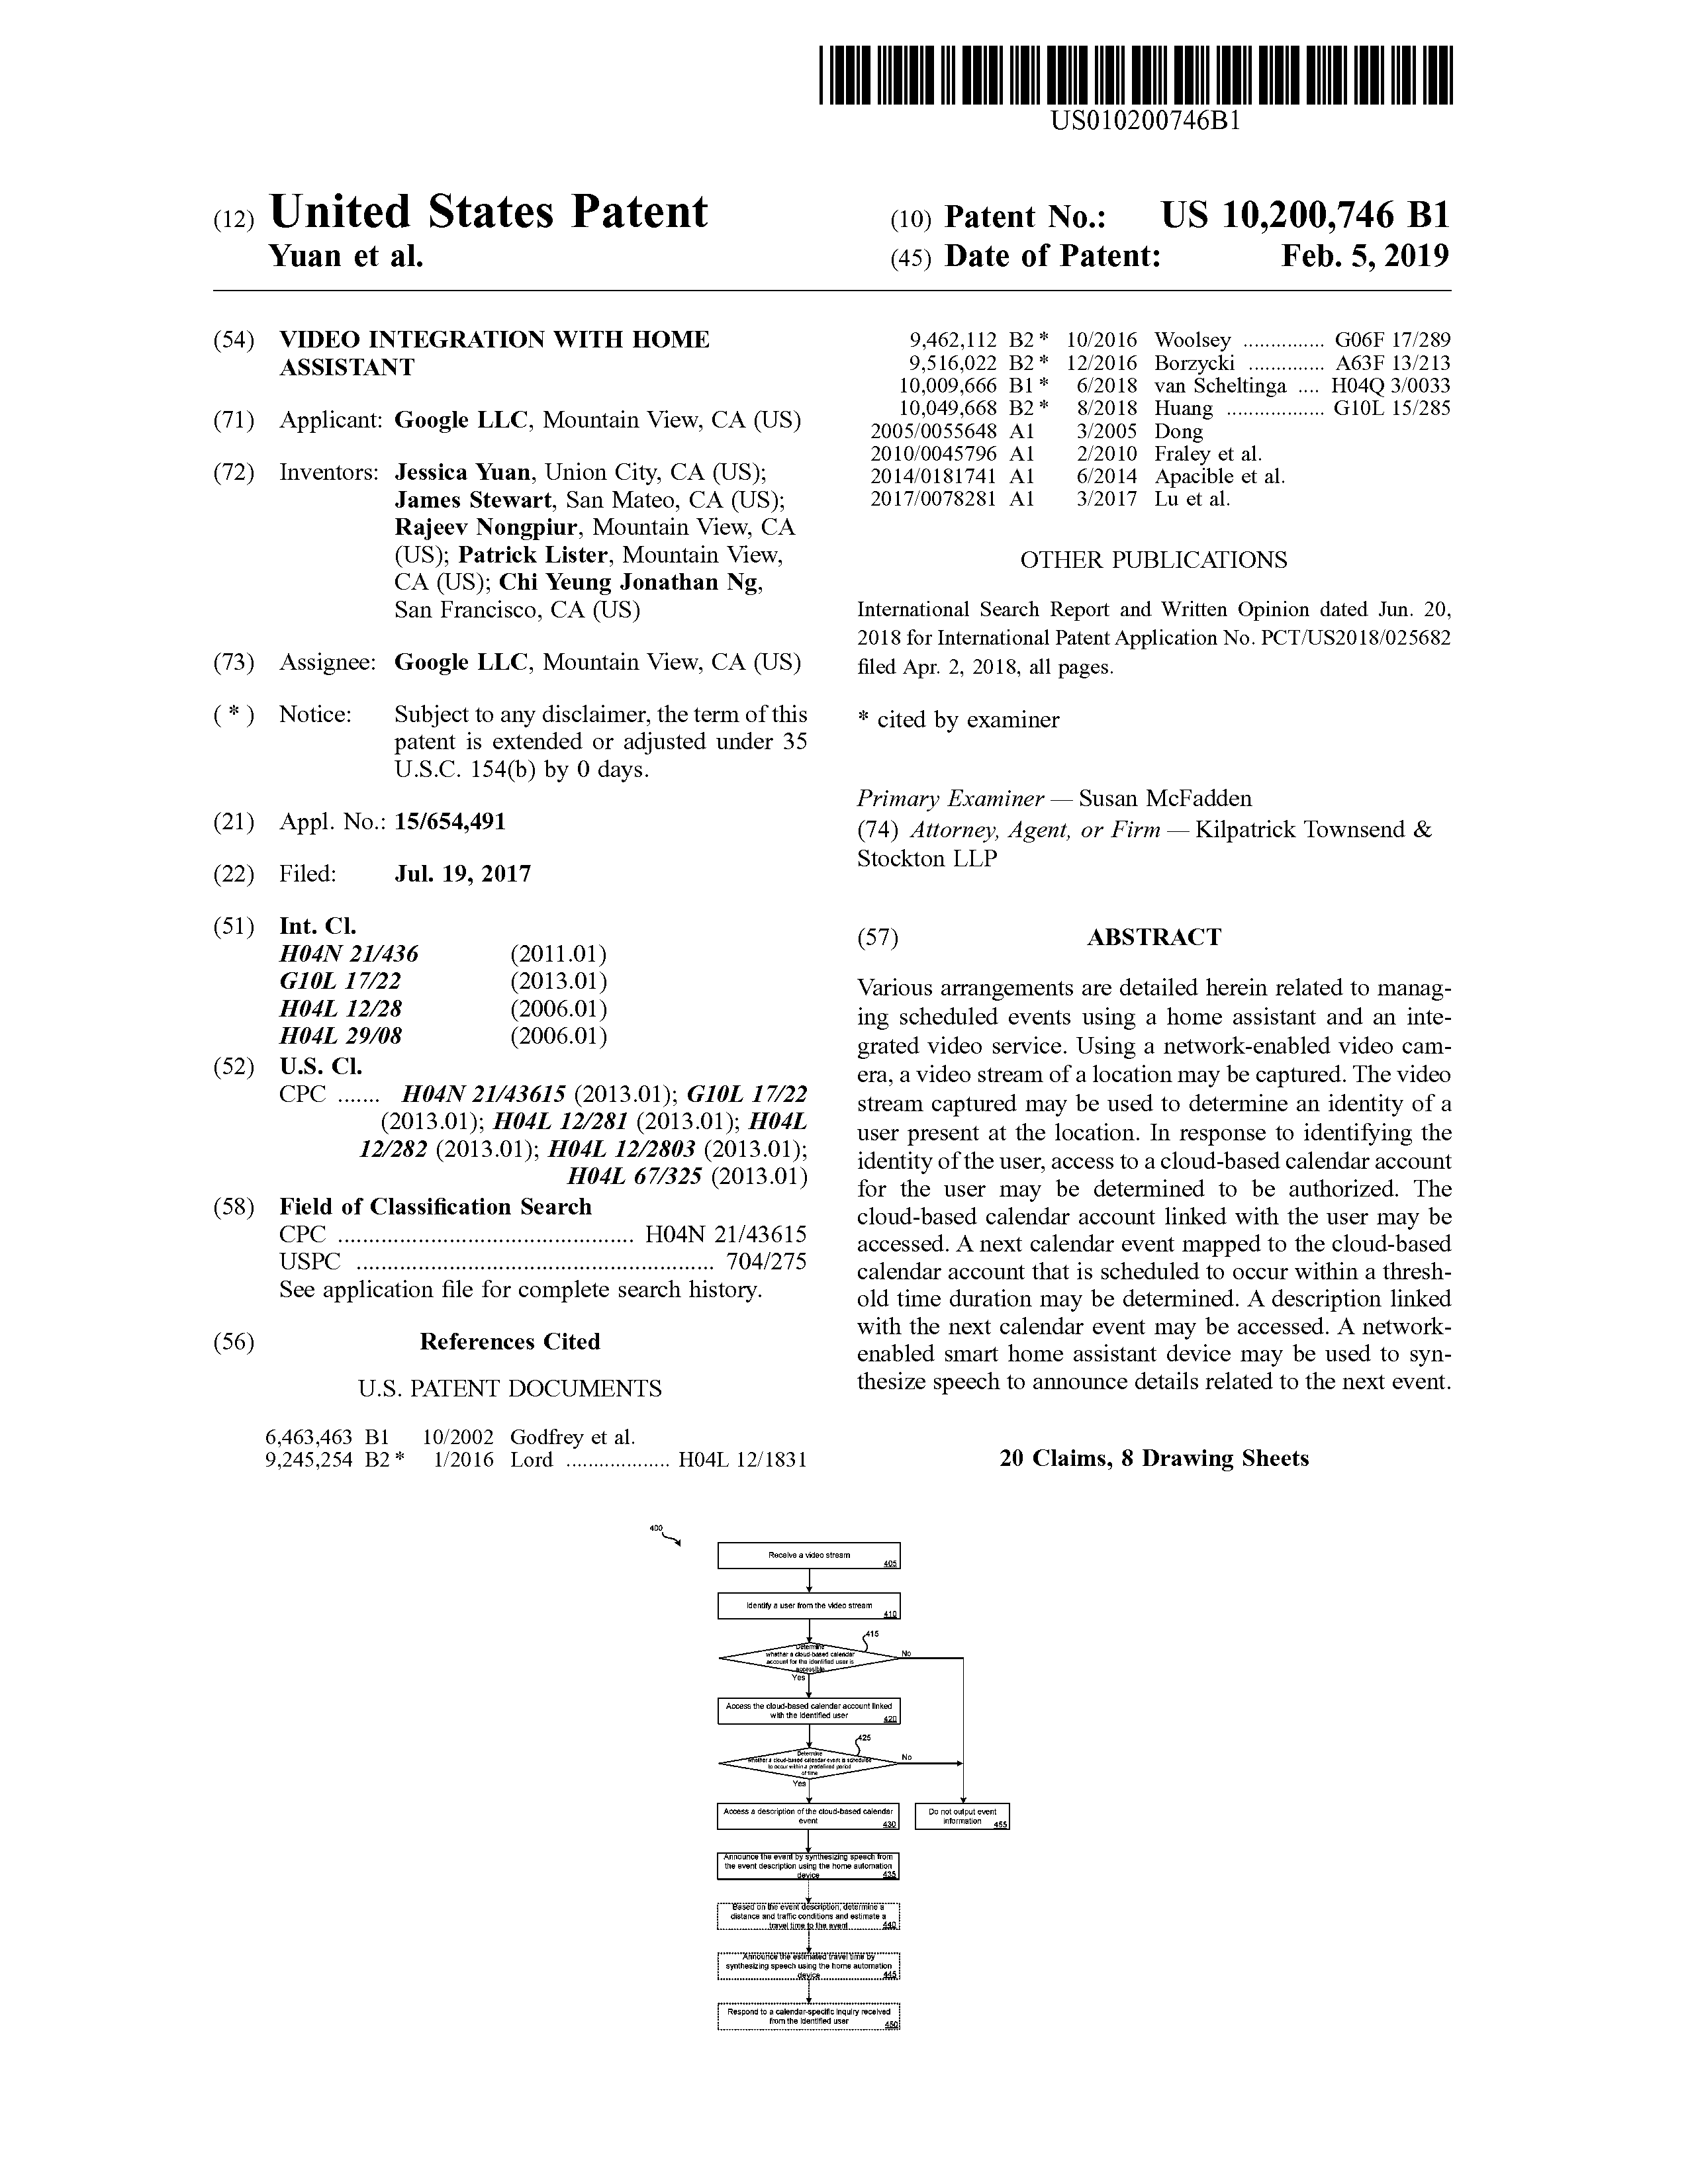 US010200746B1
(12) United States Patent
Yuan et al.
(10) Patent No.: US 10,200,746 B1
(45) Date of Patent: Feb. 5, 2019
(54) VIDEO INTEGRATION WITH HOME
ASSISTANT
(71) Applicant: Google LLC, Mountain View, CA (US)
(72) Inventors: Jessica Yuan, Union City, CA (US);
James Stewart, San Mateo, CA (US);
Rajeev Nongpiur, Mountain View, CA
(US); Patrick Lister, Mountain View,
CA (US); Chi Yeung Jonathan Ng,
San Francisco, CA (US)
(73) Assignee: Google LLC, Mountain View, CA (US)
( * ) Notice: Subject to any disclaimer, the term of this
patent is extended or adjusted under 35
U.S.C. 154(b) by 0 days.
(21) Appl. No.: 15/654,491
(22) Filed: Jul. 19, 2017
(51) Int. Cl.
H04N 21/436 (2011.01)
G10L 17/22 (2013.01)
H04L 12/28 (2006.01)
H04L 29/08 (2006.01)
(52) U.S. Cl.
CPC ....... H04N 21/43615 (2013.01); G10L 17/22
(2013.01); H04L 12/281 (2013.01); H04L
12/282 (2013.01); H04L 12/2803 (2013.01);
H04L 67/325 (2013.01)
(58) Field of Classification Search
CPC ............................................... H04N 21/43615
USPC ......................................................... 704/275
See application file for complete search history.
(56) References Cited
U.S. PATENT DOCUMENTS
6,463,463 B1 10/2002 Godfrey et al.
9,245,254 B2 * 1/2016 Lord ................... H04L 12/1831
9,462,112 B2 * 10/2016 Woolsey ............... G06F 17/289
9,516,022 B2 * 12/2016 Borzycki .............. A63F 13/213
10,009,666 B1 * 6/2018 van Scheltinga .... H04Q 3/0033
10,049,668 B2 * 8/2018 Huang .................. G10L 15/285
2005/0055648 A1 3/2005 Dong
2010/0045796 A1 2/2010 Fraley et al.
2014/0181741 A1 6/2014 Apacible et al.
2017/0078281 A1 3/2017 Lu et al.
OTHER PUBLICATIONS
International Search Report and Written Opinion dated Jun. 20,
2018 for International Patent Application No. PCT/US2018/025682
filed Apr. 2, 2018, all pages.
* cited by examiner
Primary Examiner — Susan McFadden
(74) Attorney, Agent, or Firm — Kilpatrick Townsend &
Stockton LLP
(57) ABSTRACT
Various arrangements are detailed herein related to manag-
ing scheduled events using a home assistant and an inte-
grated video service. Using a network-enabled video cam-
era, a video stream of a location may be captured. The video
stream captured may be used to determine an identity of a
user present at the location. In response to identifying the
identity of the user, access to a cloud-based calendar account
for the user may be determined to be authorized. The
cloud-based calendar account linked with the user may be
accessed. A next calendar event mapped to the cloud-based
calendar account that is scheduled to occur within a thresh-
old time duration may be determined. A description linked
with the next calendar event may be accessed. A network-
enabled smart home assistant device may be used to syn-
thesize speech to announce details related to the next event.
20 Claims, 8 Drawing Sheets
400
Receive a video stream
405
Identify a user from the video stream
410
415
Determine
whether a cloud-based calendar
account for the identified user is
accessible
No
Yes
Access the cloud-based calendar account linked
with the identified user
420
425
Determine
whether a cloud-based calendar event is scheduled
to occur within a predefined period
of time
No
Yes
Access a description of the cloud-based calendar
event
430
Do not output event
information
455
Announce the event by synthesizing speech from
the event description using the home automation
device
435
Based on the event description, determine a
distance and traffic conditions and estimate a
travel time to the event
440
Announce the estimated travel time by
synthesizing speech using the home automation
device
445
Respond to a calendar-specific inquiry received
from the identified user
450